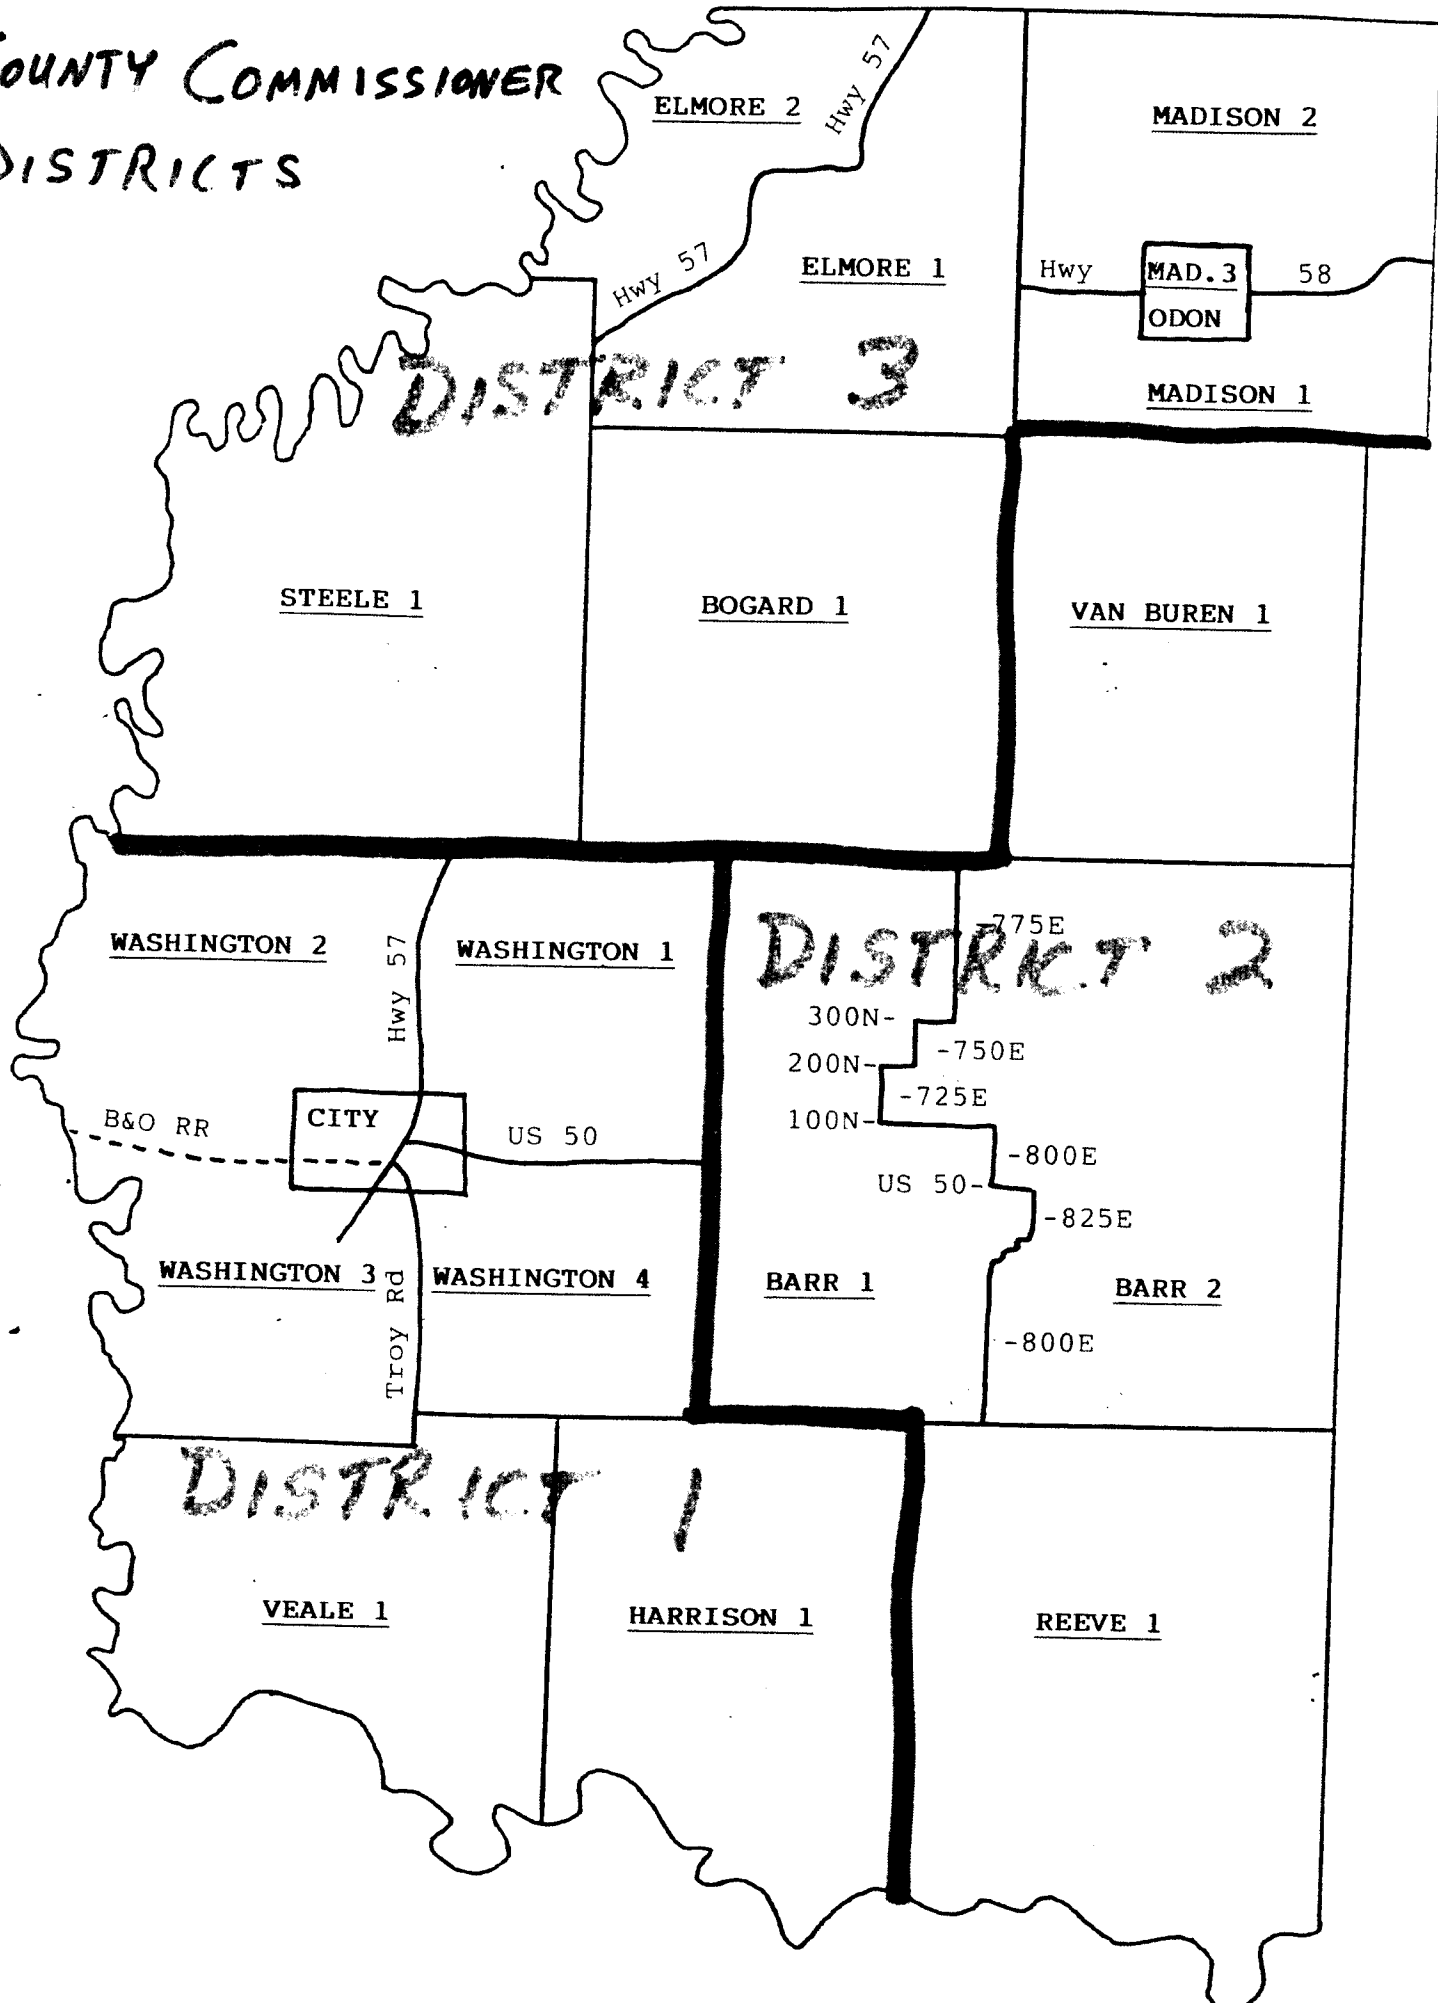 OUNTY COMMISSIONER
DISTRICTS
ELMORE 2
Hwy 57
MADISON 2
Hwy 57
ELMORE 1
Hwy
MAD.3
ODON
58
MADISON 1
DISTRICT 3
STEELE 1
BOGARD 1
VAN BUREN 1
WASHINGTON 2
Hwy 57
WASHINGTON 1
DISTRICT 2
-775E
300N-
-750E
200N-
-725E
100N-
B&O RR
CITY
US 50
-800E
US 50-
-825E
WASHINGTON 3
Troy Rd
WASHINGTON 4
BARR 1
BARR 2
-800E
DISTRICT 1
VEALE 1
HARRISON 1
REEVE 1